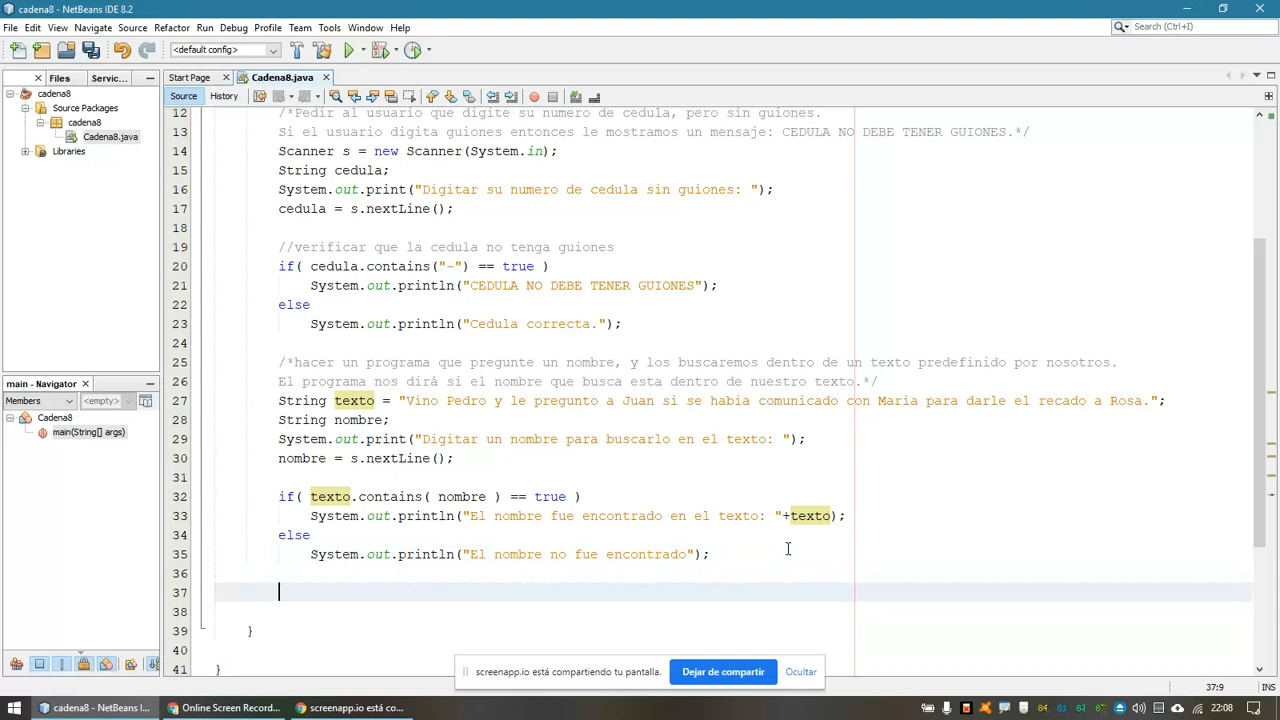 cadena8 - NetBeans IDE 8.2
File Edit View Navigate Source Refactor Run Debug Profile Team Tools Window Help
Search (Ctrl+I)
<default config>
Files Servic...
Start Page Cadena8.java
cadena8
Source Packages
cadena8
Cadena8.java
Libraries
Source History
12 /*Pedir al usuario que digite su numero de cedula, pero sin guiones.
13 Si el usuario digita guiones entonces le mostramos un mensaje: CEDULA NO DEBE TENER GUIONES.*/
14 Scanner s = new Scanner(System.in);
15 String cedula;
16 System.out.print("Digitar su numero de cedula sin guiones: ");
17 cedula = s.nextLine();
18
19 //verificar que la cedula no tenga guiones
20 if( cedula.contains("-") == true )
21 System.out.println("CEDULA NO DEBE TENER GUIONES");
22 else
23 System.out.println("Cedula correcta.");
24
25 /*hacer un programa que pregunte un nombre, y los buscaremos dentro de un texto predefinido por nosotros.
26 El programa nos dirá si el nombre que busca esta dentro de nuestro texto.*/
27 String texto = "Vino Pedro y le pregunto a Juan si se habia comunicado con Maria para darle el recado a Rosa.";
28 String nombre;
29 System.out.print("Digitar un nombre para buscarlo en el texto: ");
30 nombre = s.nextLine();
31
32 if( texto.contains( nombre ) == true )
33 System.out.println("El nombre fue encontrado en el texto: "+texto);
34 else
35 System.out.println("El nombre no fue encontrado");
36
37
38
39 }
40
41 }
main - Navigator
Members <empty>
Cadena8
main(String[] args)
screenapp.io está compartiendo tu pantalla. Dejar de compartir Ocultar
37:9 INS
cadena8 - NetBeans I... Online Screen Record... screenapp.io está co... 22:08